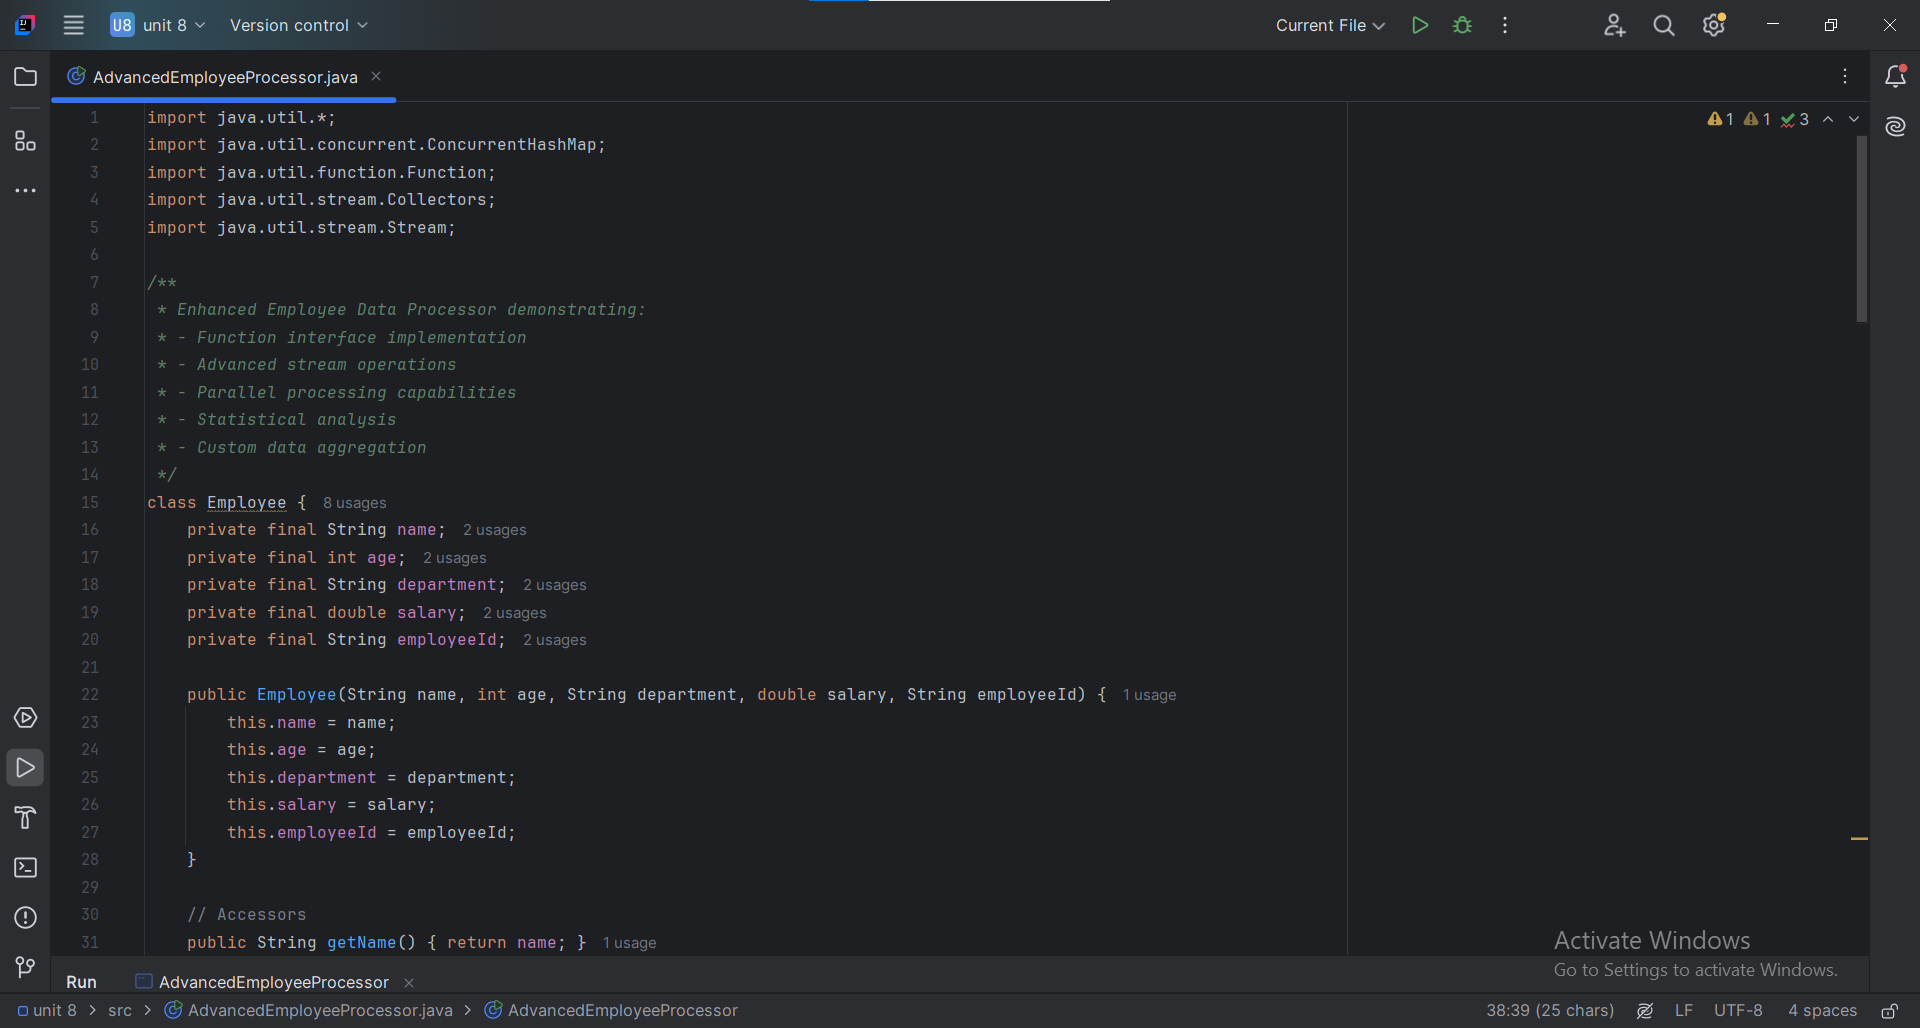 U8 unit 8 Version control Current File
AdvancedEmployeeProcessor.java
1 import java.util.*; 1 1 3
2 import java.util.concurrent.ConcurrentHashMap;
3 import java.util.function.Function;
4 import java.util.stream.Collectors;
5 import java.util.stream.Stream;
6
7 /**
8 * Enhanced Employee Data Processor demonstrating:
9 * - Function interface implementation
10 * - Advanced stream operations
11 * - Parallel processing capabilities
12 * - Statistical analysis
13 * - Custom data aggregation
14 */
15 class Employee { 8 usages
16 private final String name; 2 usages
17 private final int age; 2 usages
18 private final String department; 2 usages
19 private final double salary; 2 usages
20 private final String employeeId; 2 usages
21
22 public Employee(String name, int age, String department, double salary, String employeeId) { 1 usage
23 this.name = name;
24 this.age = age;
25 this.department = department;
26 this.salary = salary;
27 this.employeeId = employeeId;
28 }
29
30 // Accessors
31 public String getName() { return name; } 1 usage
Activate Windows
Go to Settings to activate Windows.
Run AdvancedEmployeeProcessor
unit 8 > src > AdvancedEmployeeProcessor.java > AdvancedEmployeeProcessor 38:39 (25 chars) LF UTF-8 4 spaces